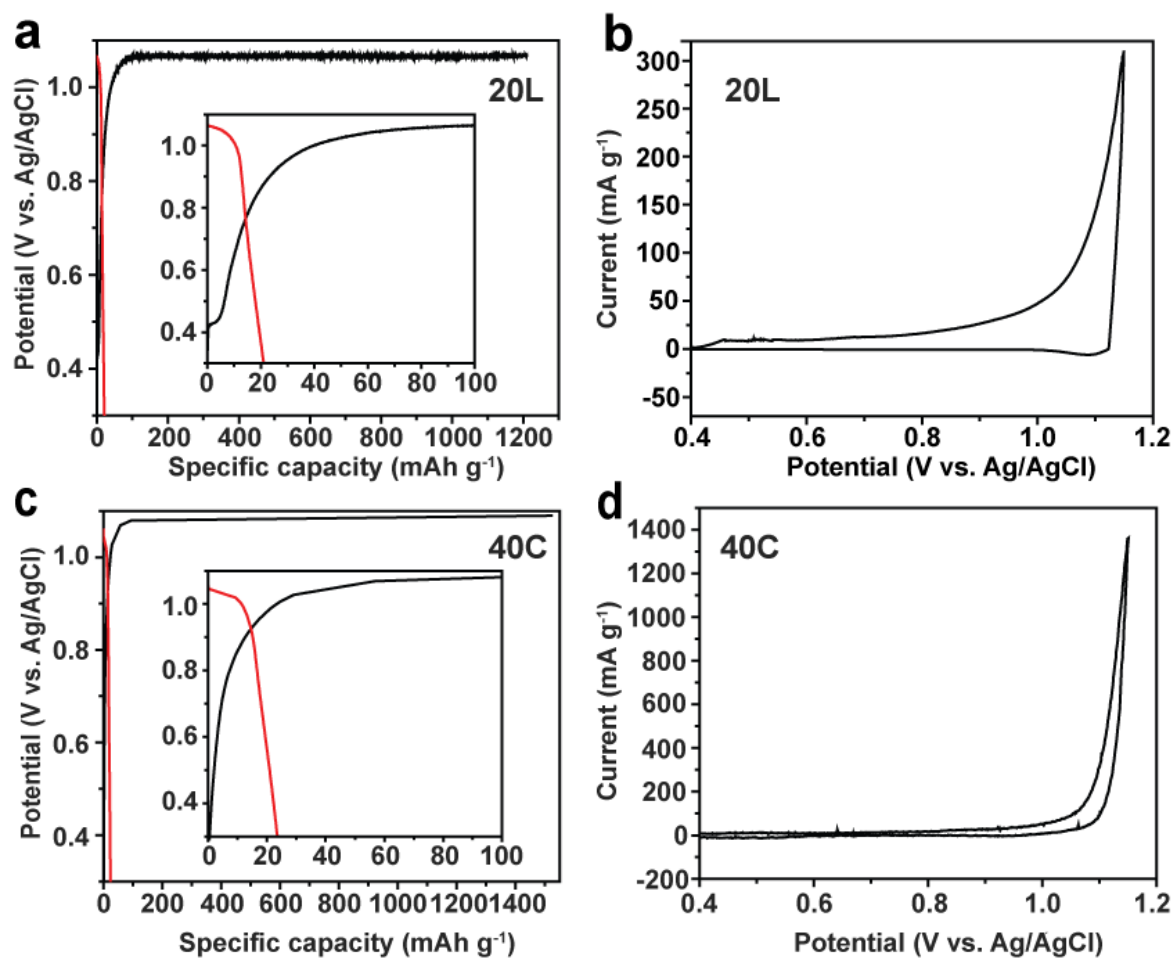 a
20L
Potential (V vs. Ag/AgCl)
1.0
0.8
0.6
0.4
0 200 400 600 800 1000 1200
Specific capacity (mAh g⁻¹)
1.0
0.8
0.6
0.4
0 20 40 60 80 100
b
20L
Current (mA g⁻¹)
300
250
200
150
100
50
0
-50
0.4 0.6 0.8 1.0 1.2
Potential (V vs. Ag/AgCl)
c
40C
Potential (V vs. Ag/AgCl)
1.0
0.8
0.6
0.4
0 200 400 600 800 1000 1200 1400
Specific capacity (mAh g⁻¹)
1.0
0.8
0.6
0.4
0 20 40 60 80 100
d
40C
Current (mA g⁻¹)
1400
1200
1000
800
600
400
200
0
-200
0.4 0.6 0.8 1.0 1.2
Potential (V vs. Ag/AgCl)